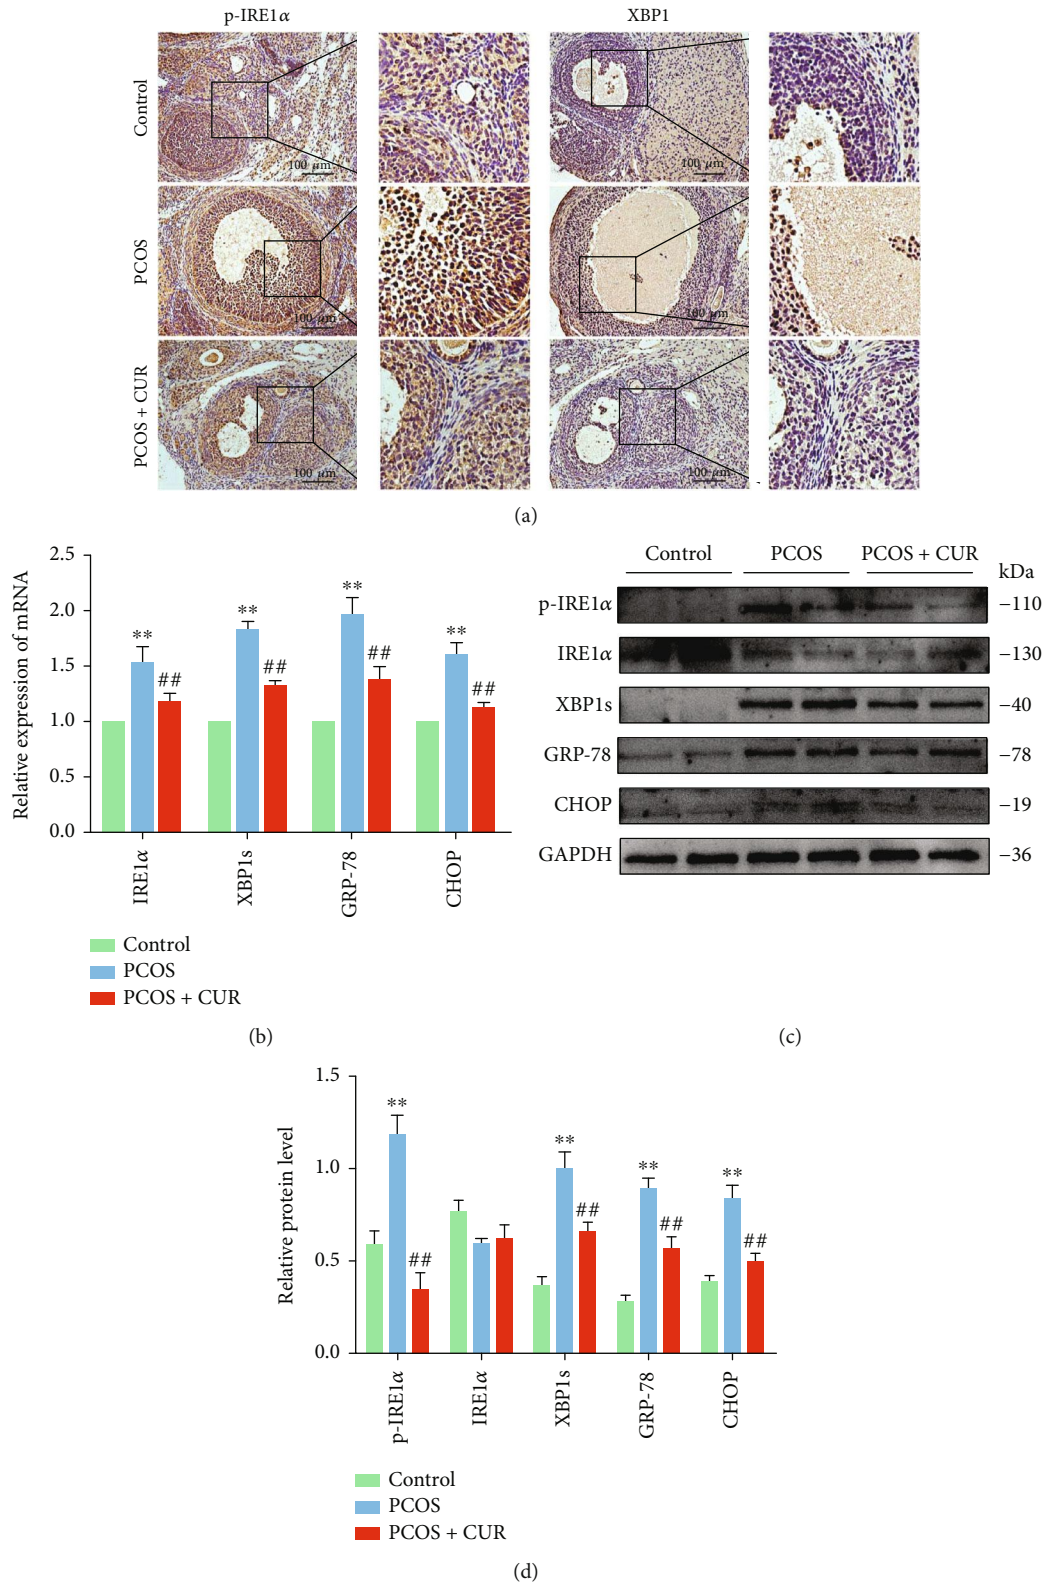 p-IRE1α XBP1
Control
100 μm 100 μm
PCOS
100 μm 100 μm
PCOS + CUR
100 μm 100 μm
(a)
Relative expression of mRNA
2.5
2.0
1.5
1.0
0.5
0.0
** ** ** **
## ## ## ##
IRE1α XBP1s GRP-78 CHOP
Control
PCOS
PCOS + CUR
(b)
Control PCOS PCOS + CUR
kDa
p-IRE1α –110
IRE1α –130
XBP1s –40
GRP-78 –78
CHOP –19
GAPDH –36
(c)
Relative protein level
1.5
1.0
0.5
0.0
** ** ** **
## ## ## ##
p-IRE1α IRE1α XBP1s GRP-78 CHOP
Control
PCOS
PCOS + CUR
(d)